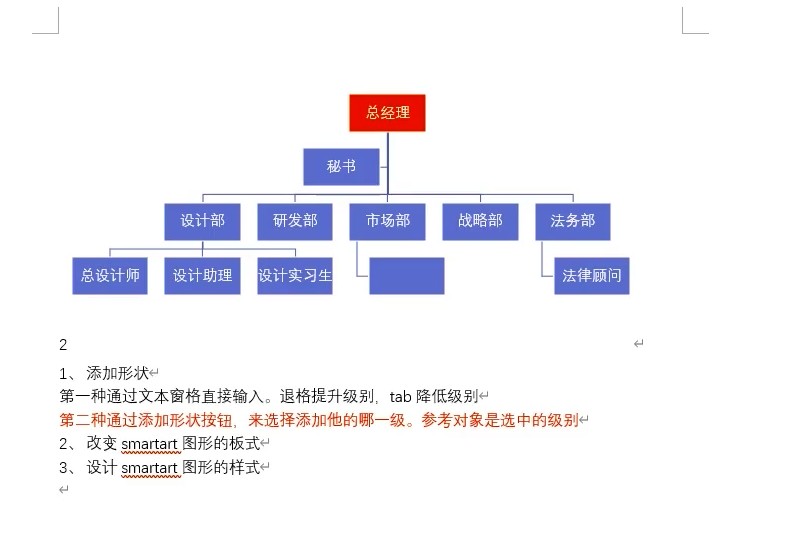 总经理
秘书
设计部 研发部 市场部 战略部 法务部
总设计师 设计助理 设计实习生 法律顾问
2
1、 添加形状
第一种通过文本窗格直接输入。退格提升级别，tab 降低级别
第二种通过添加形状按钮，来选择添加他的哪一级。参考对象是选中的级别
2、 改变 smartart 图形的板式
3、 设计 smartart 图形的样式